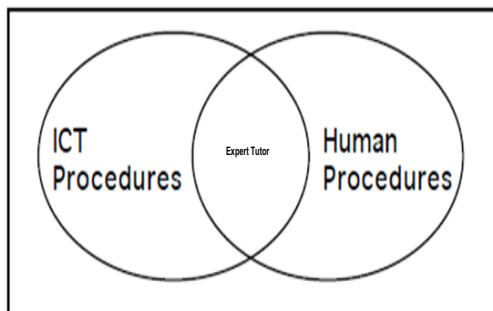 ICT
Procedures
Expert Tutor
Human
Procedures